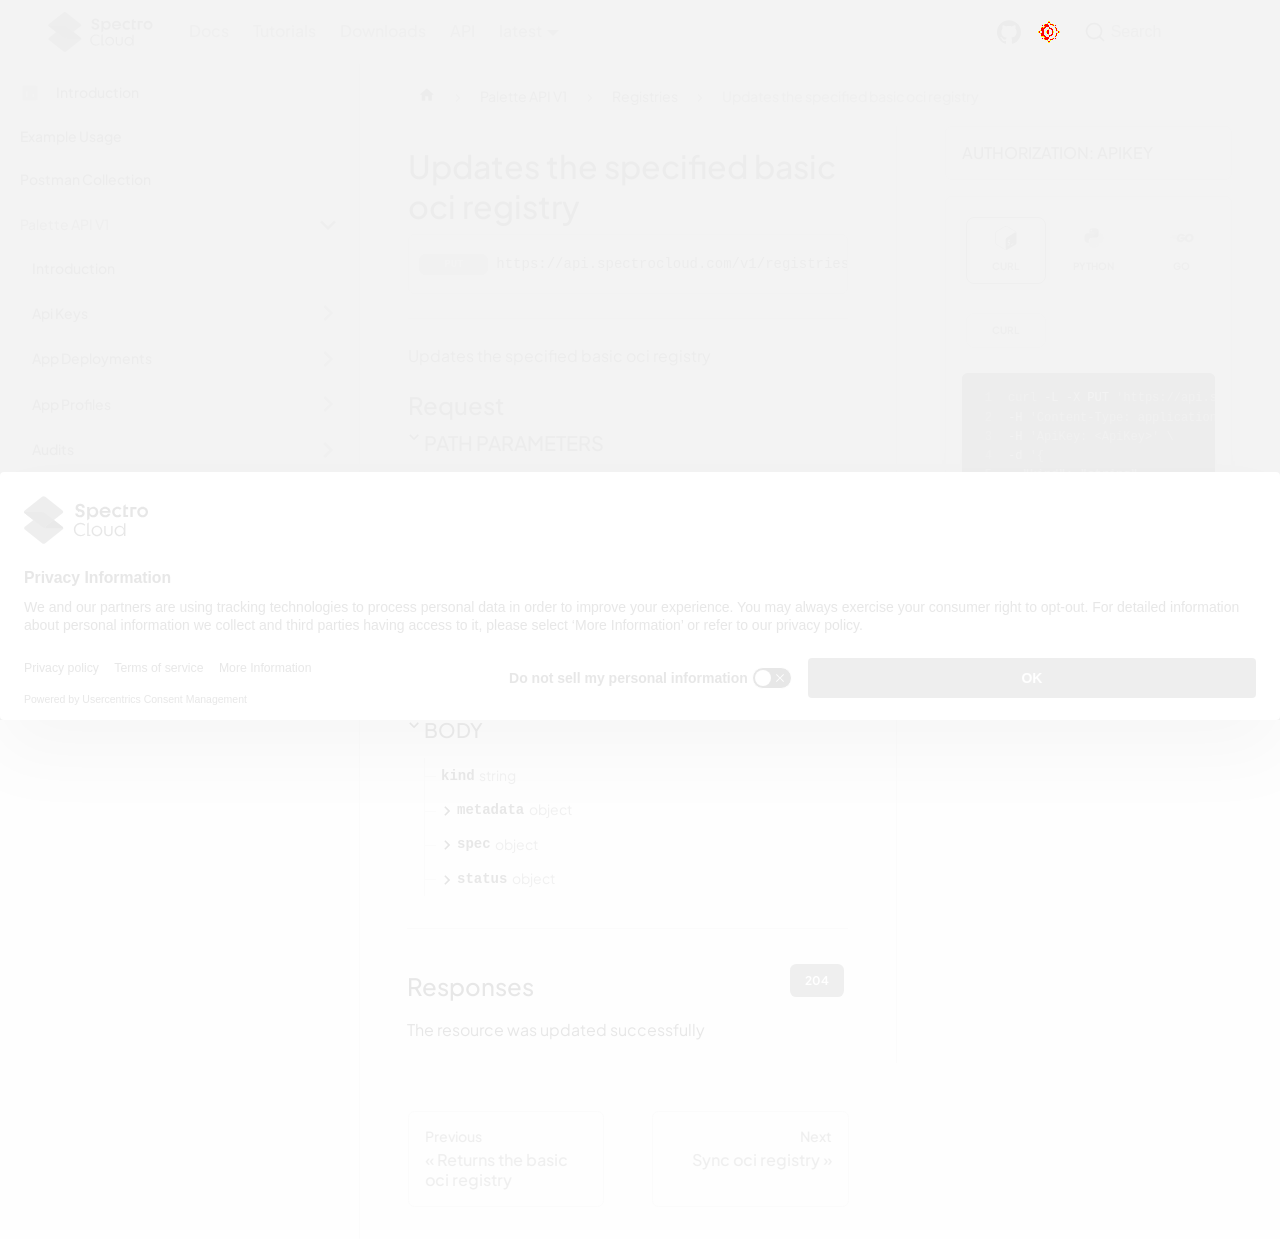 Spectro
Cloud
Docs Tutorials Downloads API latest
Search
Introduction
Example Usage
Postman Collection
Palette API V1
Introduction
Api Keys
App Deployments
App Profiles
Audits
Palette API V1
Registries
Updates the specified basic oci registry
Updates the specified basic
oci registry
https://api.spectrocloud.com/v1/registries
Updates the specified basic oci registry
Request
PATH PARAMETERS
AUTHORIZATION: APIKEY
CURL PYTHON GO
CURL
PUT
Spectro
Cloud
Privacy Information
We and our partners are using tracking technologies to process personal data in order to improve your experience. You may always exercise your consumer right to opt-out. For detailed information
about personal information we collect and third parties having access to it, please select 'More Information' or refer to our privacy policy.
Privacy policy Terms of service More Information
Do not sell my personal information
OK
Powered by Usercentrics Consent Management
BODY
kind string
metadata object
spec object
status object
Responses
204
The resource was updated successfully
Previous
« Returns the basic
oci registry
Next
Sync oci registry »